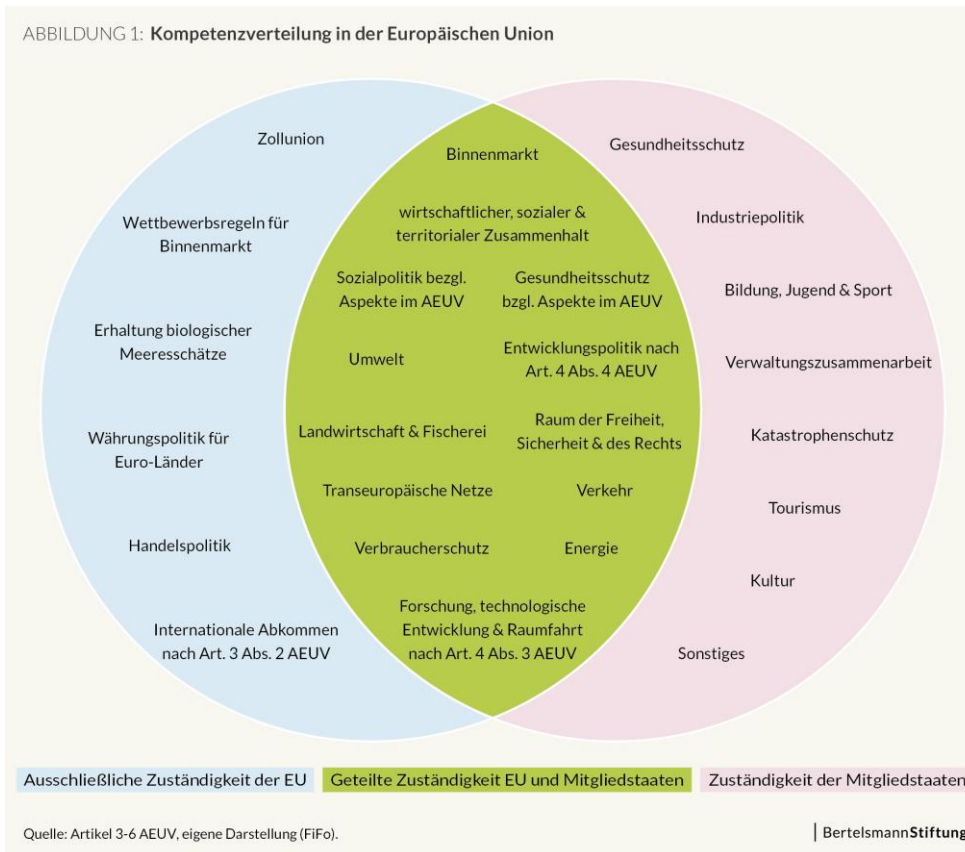 ABBILDUNG 1: Kompetenzverteilung in der Europäischen Union
Zollunion
Wettbewerbsregeln für
Binnenmarkt
Erhaltung biologischer
Meeresschätze
Währungspolitik für
Euro-Länder
Handelspolitik
Internationale Abkommen
nach Art. 3 Abs. 2 AEUV
Binnenmarkt
wirtschaftlicher, sozialer &
territorialer Zusammenhalt
Sozialpolitik bezgl.
Aspekte im AEUV
Gesundheitsschutz
bzgl. Aspekte im AEUV
Umwelt
Entwicklungspolitik nach
Art. 4 Abs. 4 AEUV
Landwirtschaft & Fischerei
Raum der Freiheit,
Sicherheit & des Rechts
Transeuropäische Netze
Verkehr
Verbraucherschutz
Energie
Forschung, technologische
Entwicklung & Raumfahrt
nach Art. 4 Abs. 3 AEUV
Gesundheitsschutz
Industriepolitik
Bildung, Jugend & Sport
Verwaltungszusammenarbeit
Katastrophenschutz
Tourismus
Kultur
Sonstiges
Ausschließliche Zuständigkeit der EU
Geteilte Zuständigkeit EU und Mitgliedstaaten
Zuständigkeit der Mitgliedstaaten
Quelle: Artikel 3-6 AEUV, eigene Darstellung (FiFo).
BertelsmannStiftung